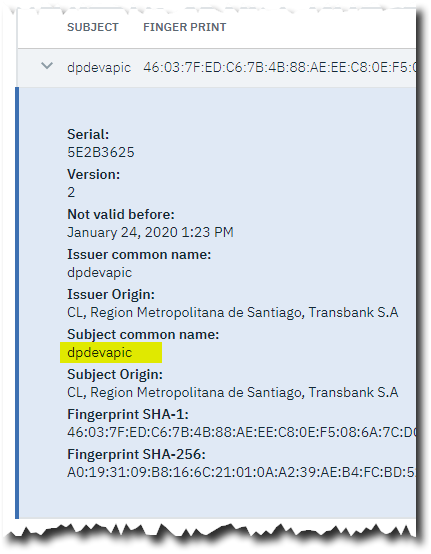 SUBJECT FINGER PRINT
dpdevapic 46:03:7F:ED:C6:7B:4B:88:AE:EE:C8:0E:F5:0
Serial:
5E2B3625
Version:
2
Not valid before:
January 24, 2020 1:23 PM
Issuer common name:
dpdevapic
Issuer Origin:
CL, Region Metropolitana de Santiago, Transbank S.A
Subject common name:
dpdevapic
Subject Origin:
CL, Region Metropolitana de Santiago, Transbank S.A
Fingerprint SHA-1:
46:03:7F:ED:C6:7B:4B:88:AE:EE:C8:0E:F5:08:6A:7C:D
Fingerprint SHA-256:
A0:19:31:09:B8:16:6C:21:01:0A:A2:39:AE:B4:FC:BD:5